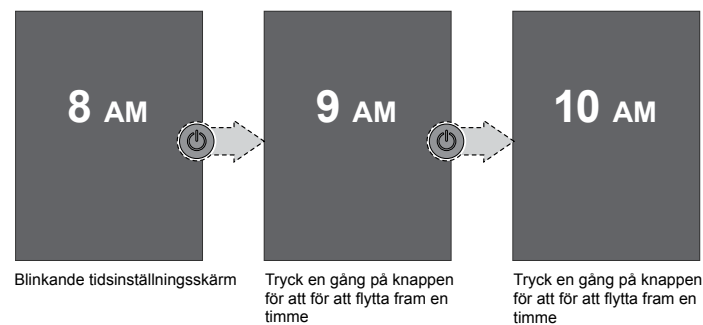 8 AM
9 AM
10 AM
Blinkande tidsinställningsskärm
Tryck en gång på knappen
för att för att flytta fram en
timme
Tryck en gång på knappen
för att för att flytta fram en
timme